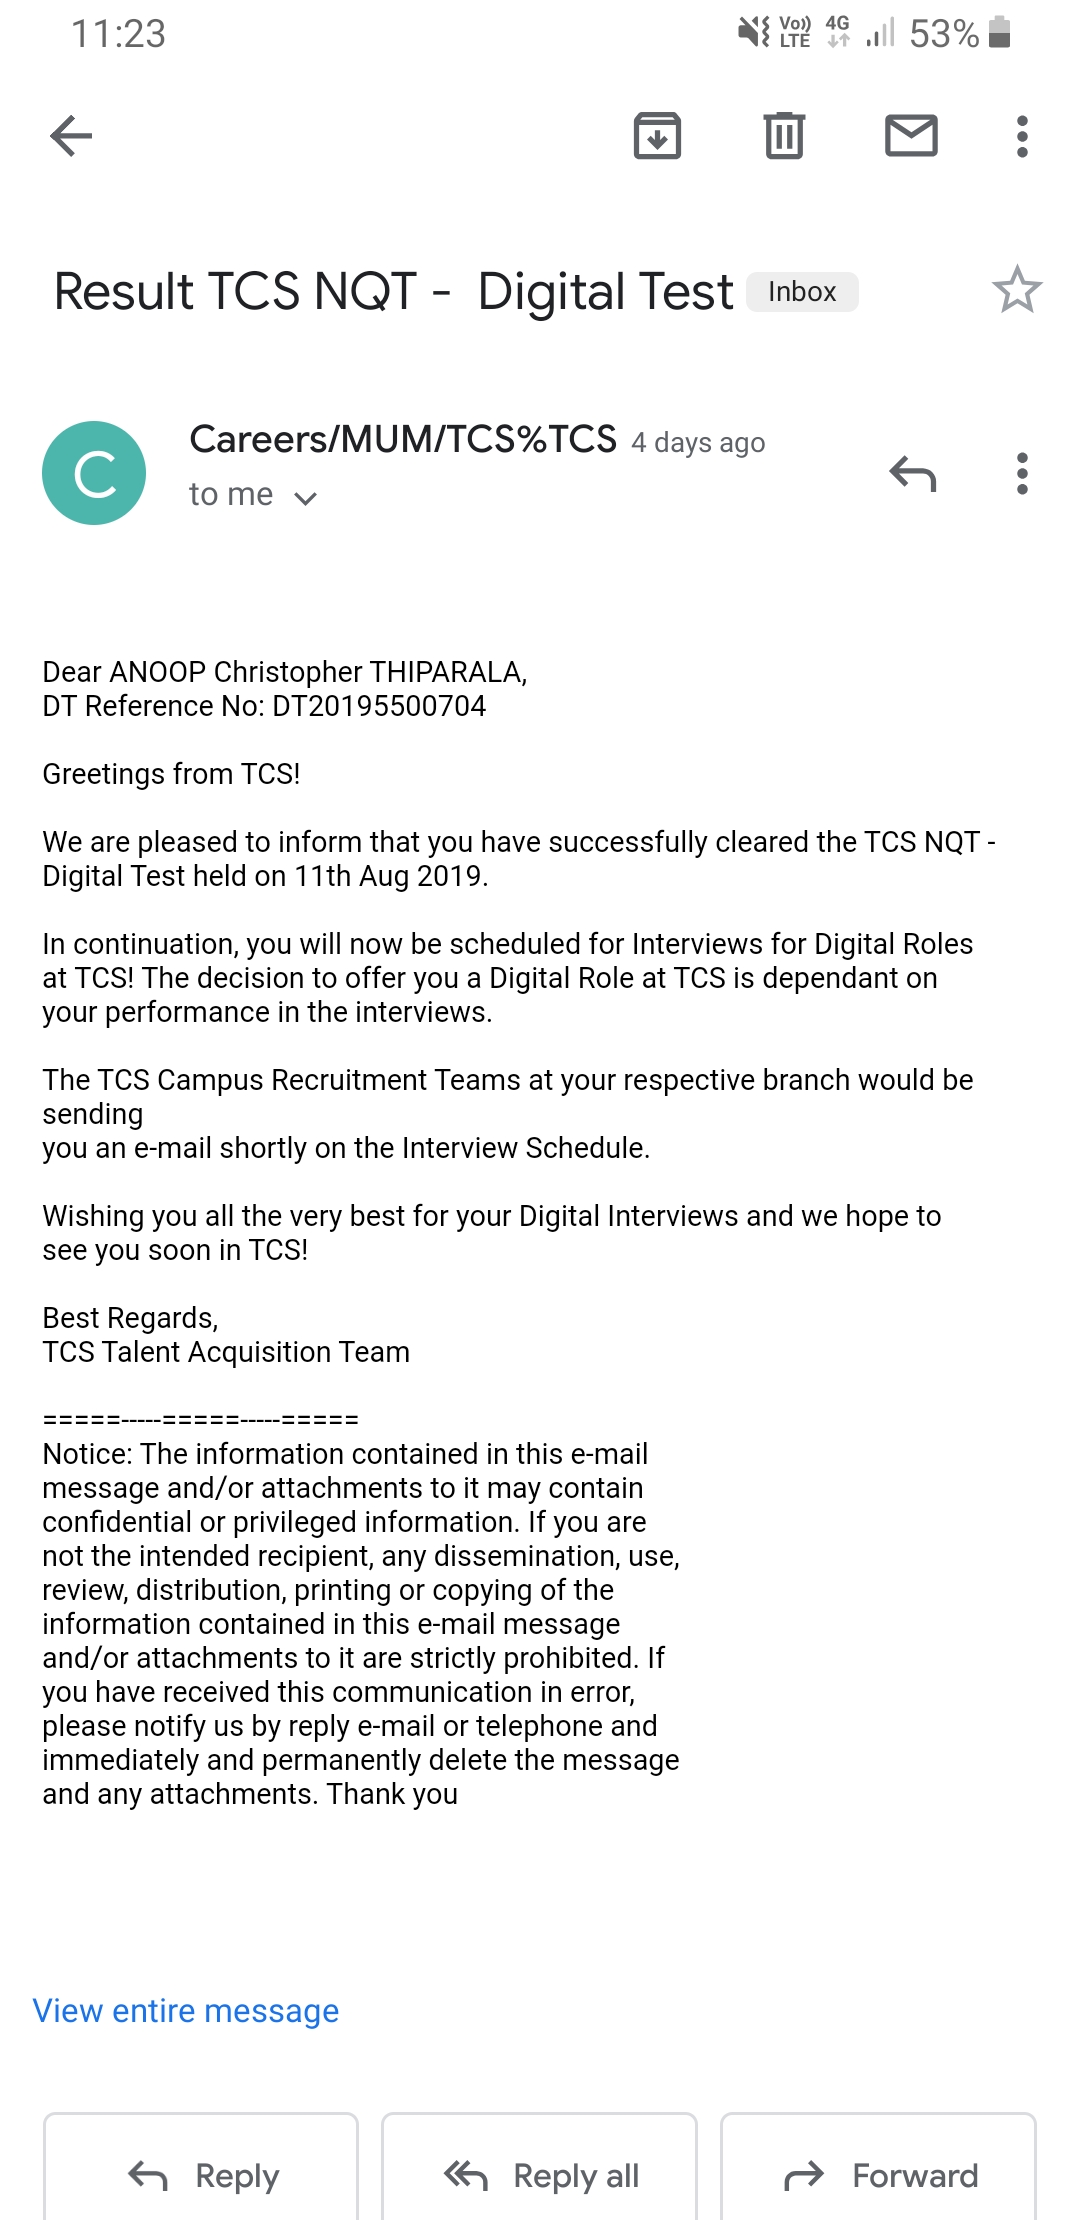 11:23
Vo)) LTE 4G 53%
Result TCS NQT -  Digital Test Inbox
C
Careers/MUM/TCS%TCS 4 days ago
to me
Dear ANOOP Christopher THIPARALA,
DT Reference No: DT20195500704
Greetings from TCS!
We are pleased to inform that you have successfully cleared the TCS NQT -
Digital Test held on 11th Aug 2019.
In continuation, you will now be scheduled for Interviews for Digital Roles
at TCS! The decision to offer you a Digital Role at TCS is dependant on
your performance in the interviews.
The TCS Campus Recruitment Teams at your respective branch would be
sending
you an e-mail shortly on the Interview Schedule.
Wishing you all the very best for your Digital Interviews and we hope to
see you soon in TCS!
Best Regards,
TCS Talent Acquisition Team
=====-----=====-----=====
Notice: The information contained in this e-mail
message and/or attachments to it may contain
confidential or privileged information. If you are
not the intended recipient, any dissemination, use,
review, distribution, printing or copying of the
information contained in this e-mail message
and/or attachments to it are strictly prohibited. If
you have received this communication in error,
please notify us by reply e-mail or telephone and
immediately and permanently delete the message
and any attachments. Thank you
View entire message
Reply Reply all Forward